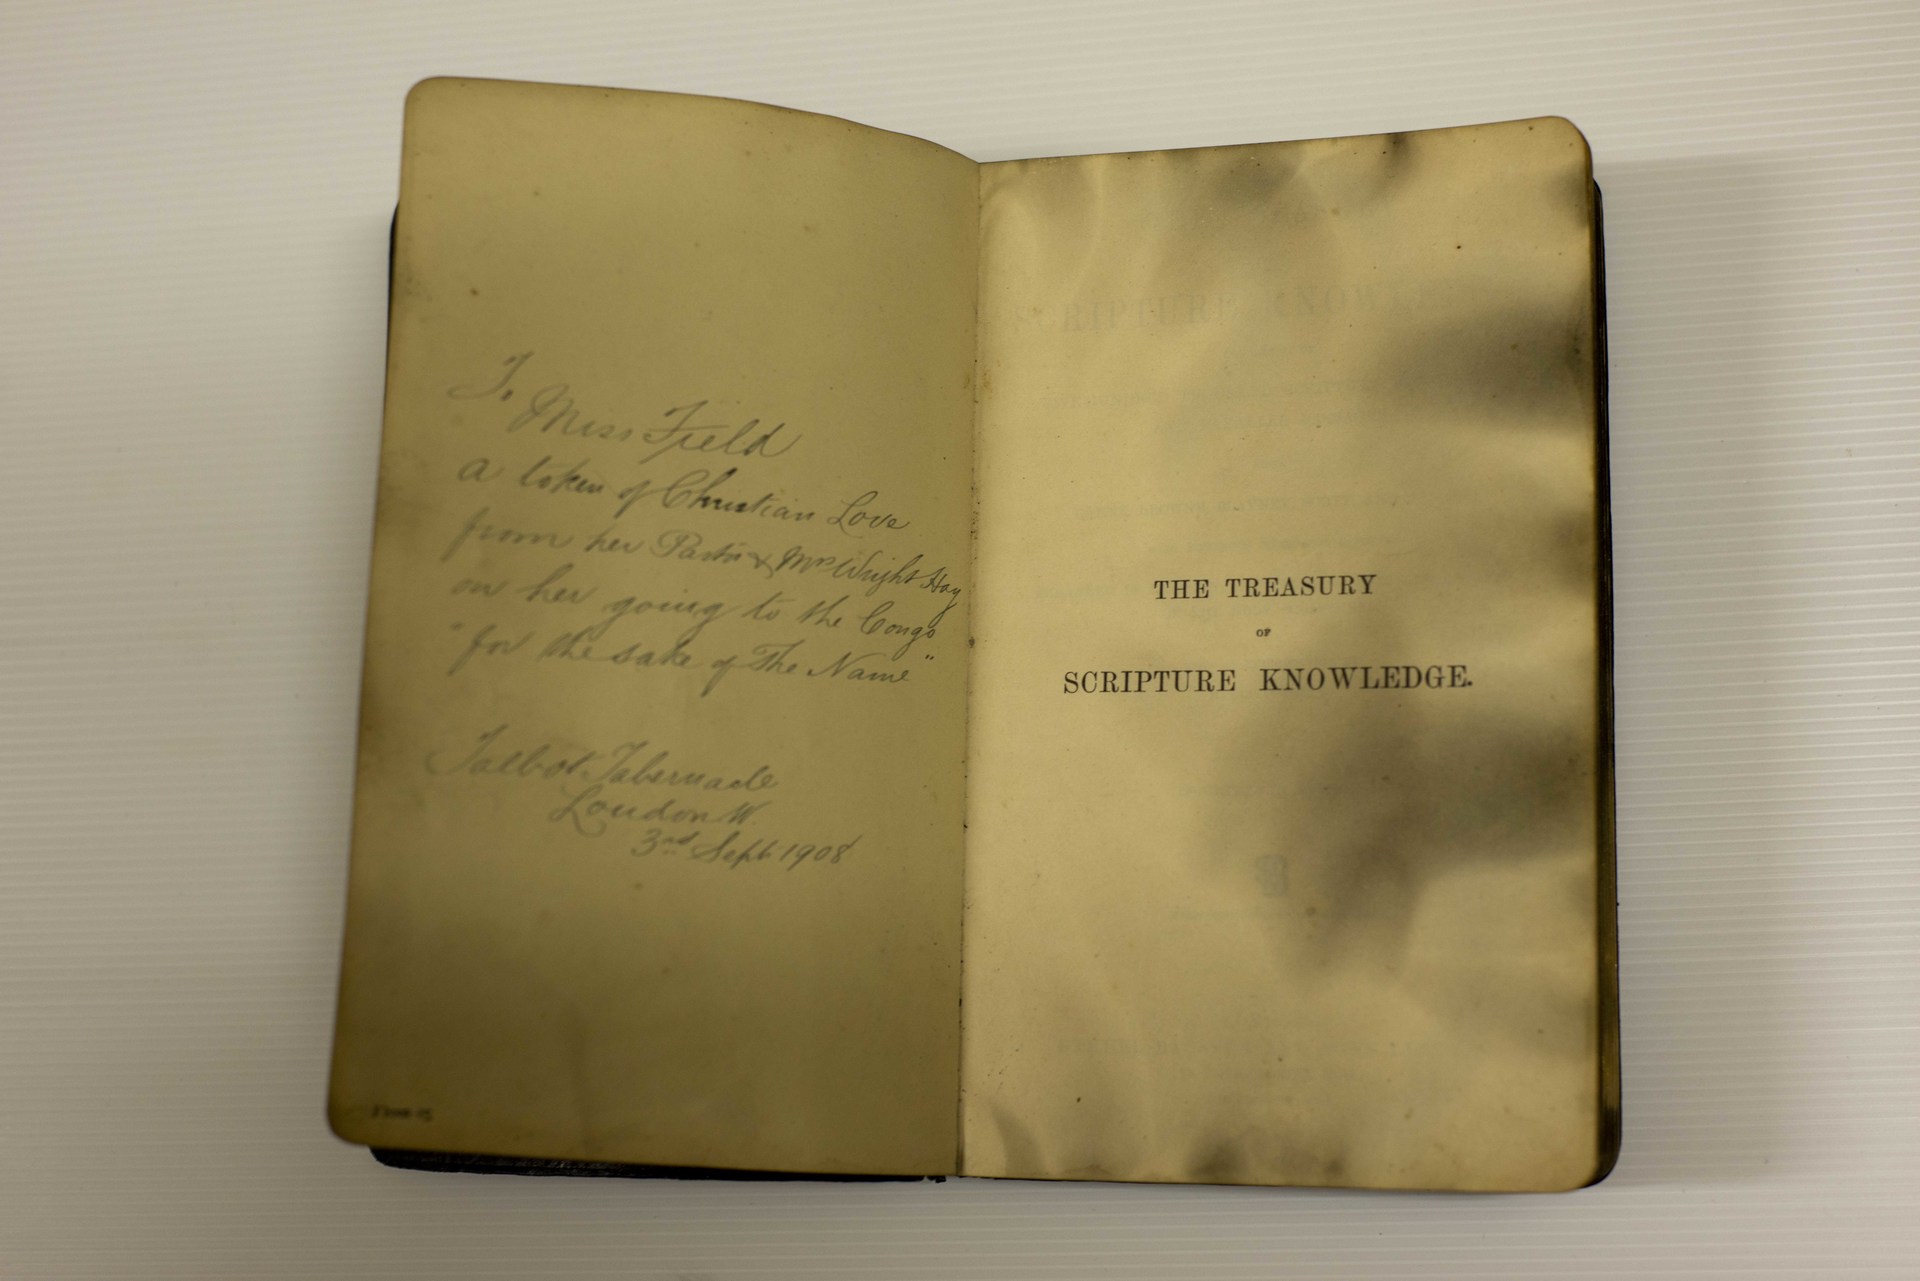 To
Miss Field
a token of Christian Love
from her Pastor & Mrs Wright Hay
on her going to the Congo
"for the sake of The Name"
Talbot Tabernacle
London W
3rd Sept. 1908
THE TREASURY
OF
SCRIPTURE KNOWLEDGE.
SCRIPTURE